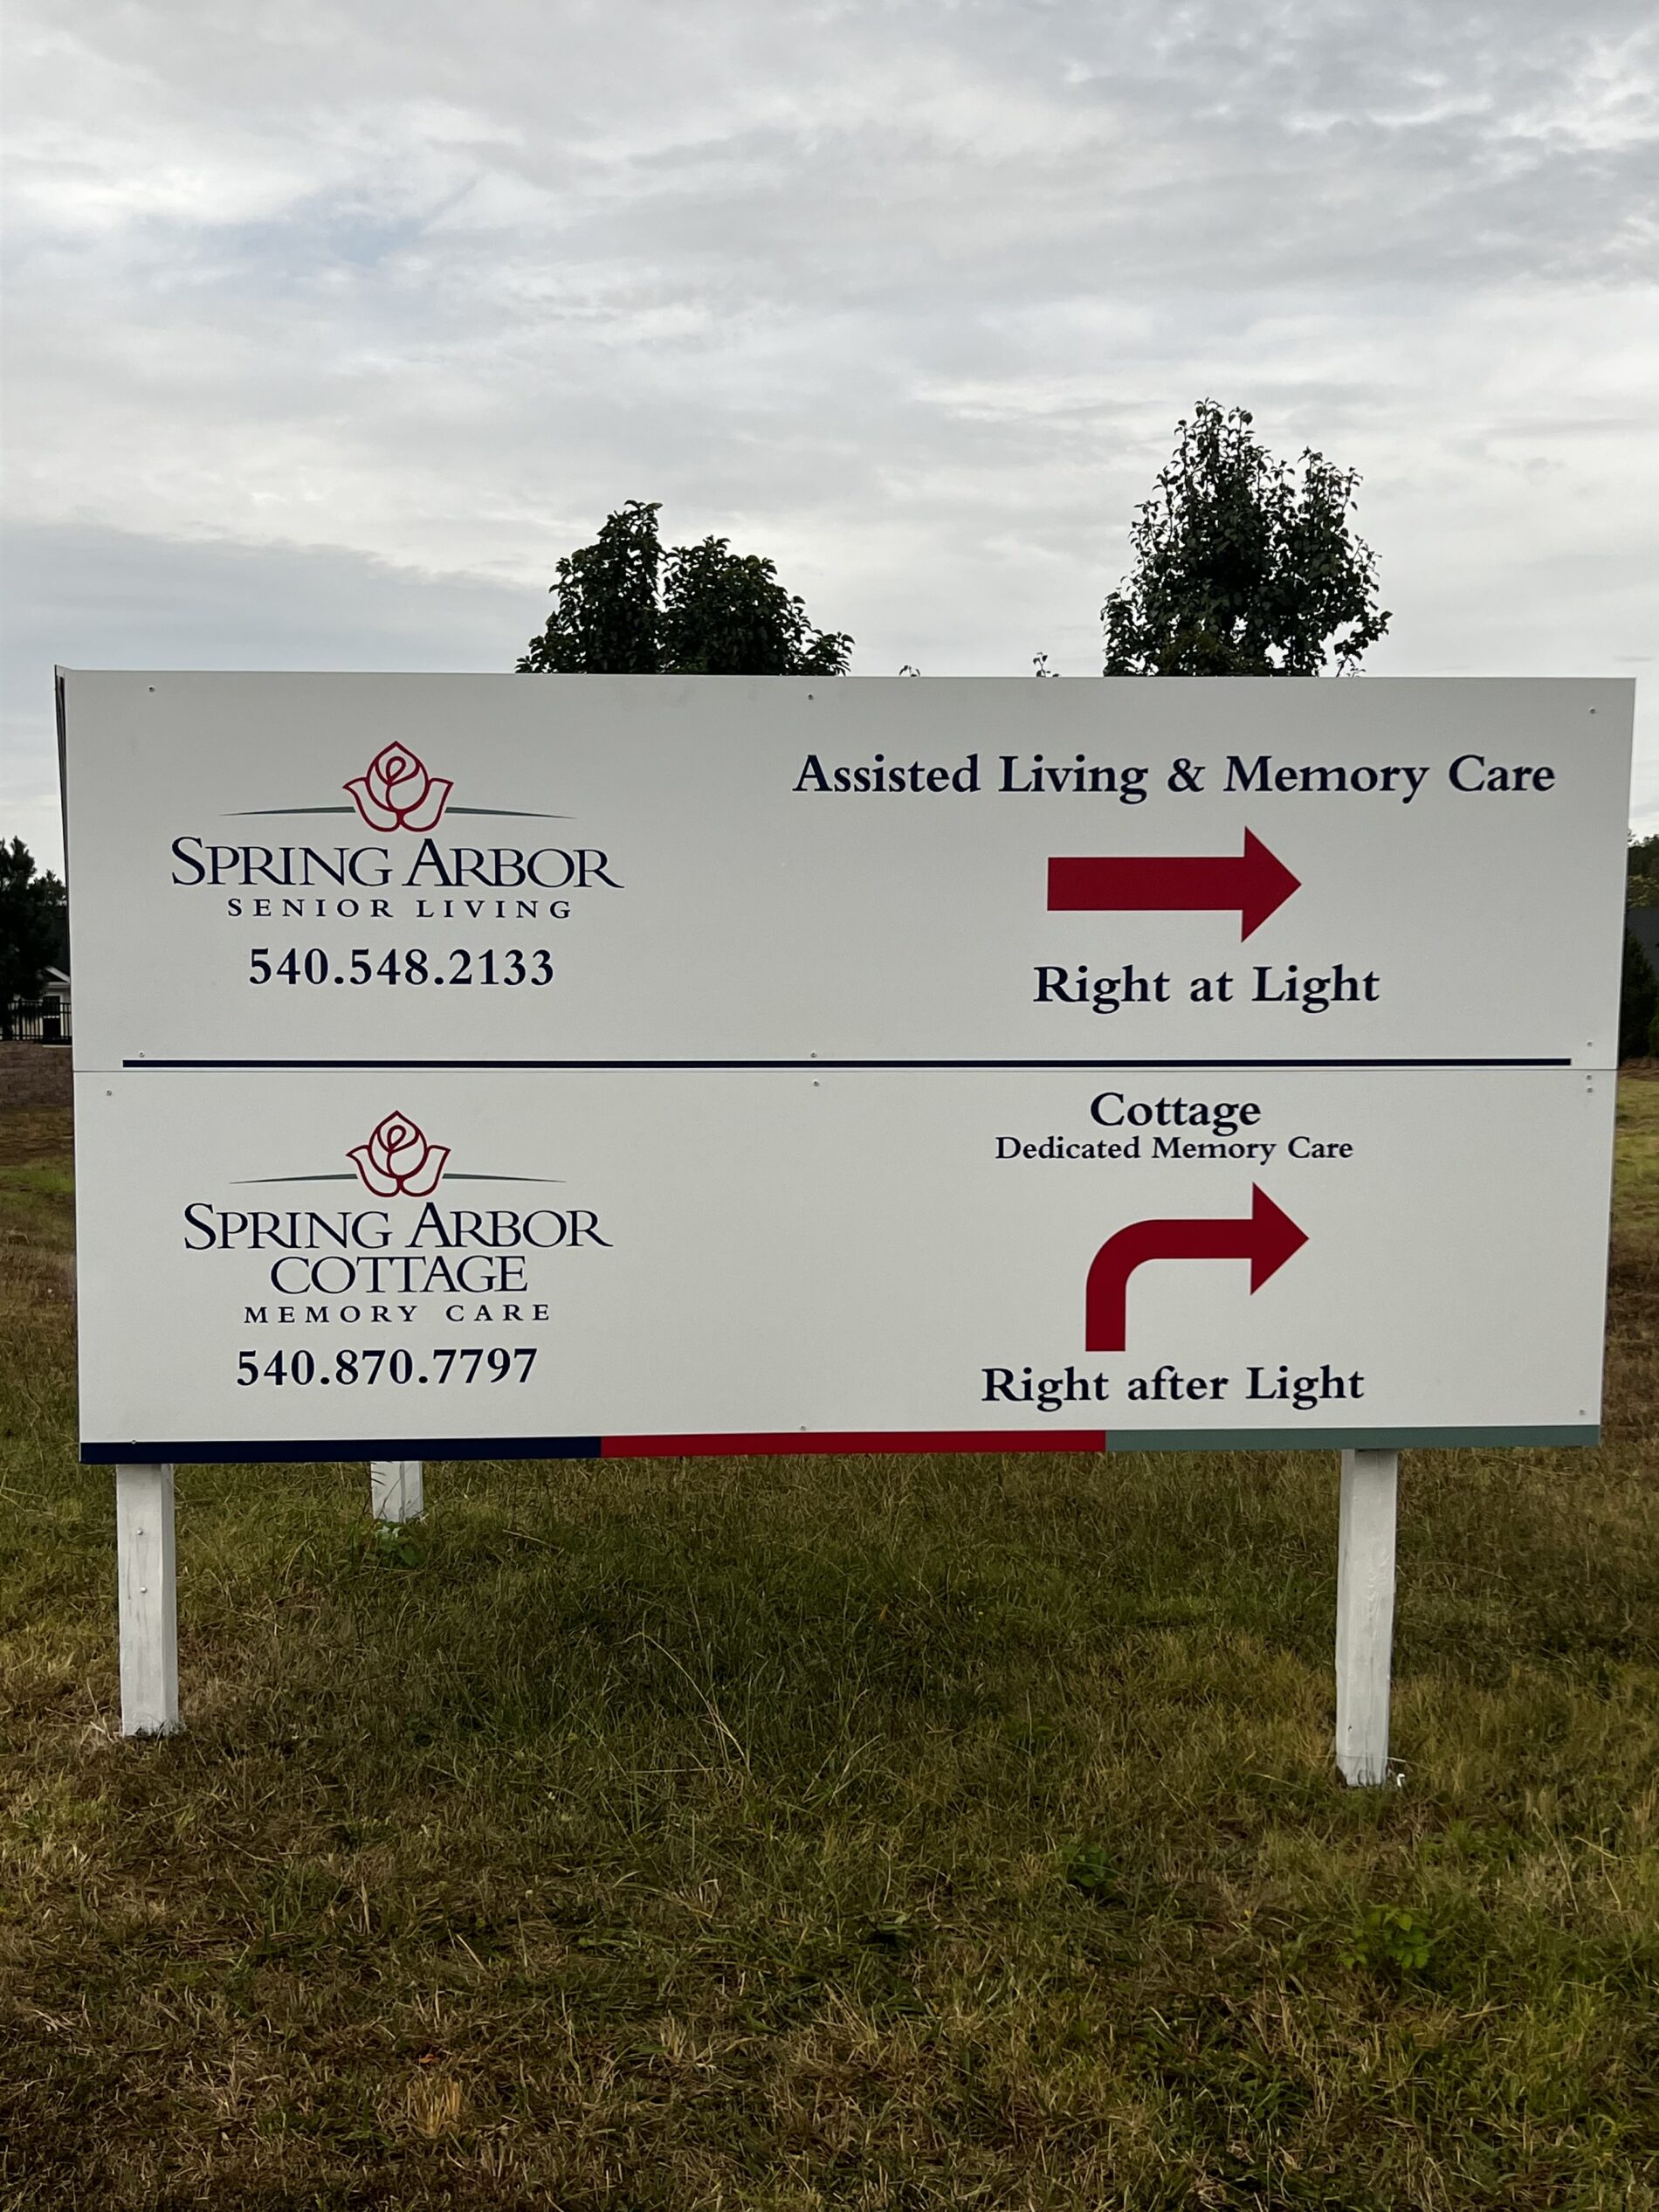 SPRING ARBOR
SENIOR LIVING
540.548.2133
Assisted Living & Memory Care
Right at Light
SPRING ARBOR
COTTAGE
MEMORY CARE
540.870.7797
Cottage
Dedicated Memory Care
Right after Light